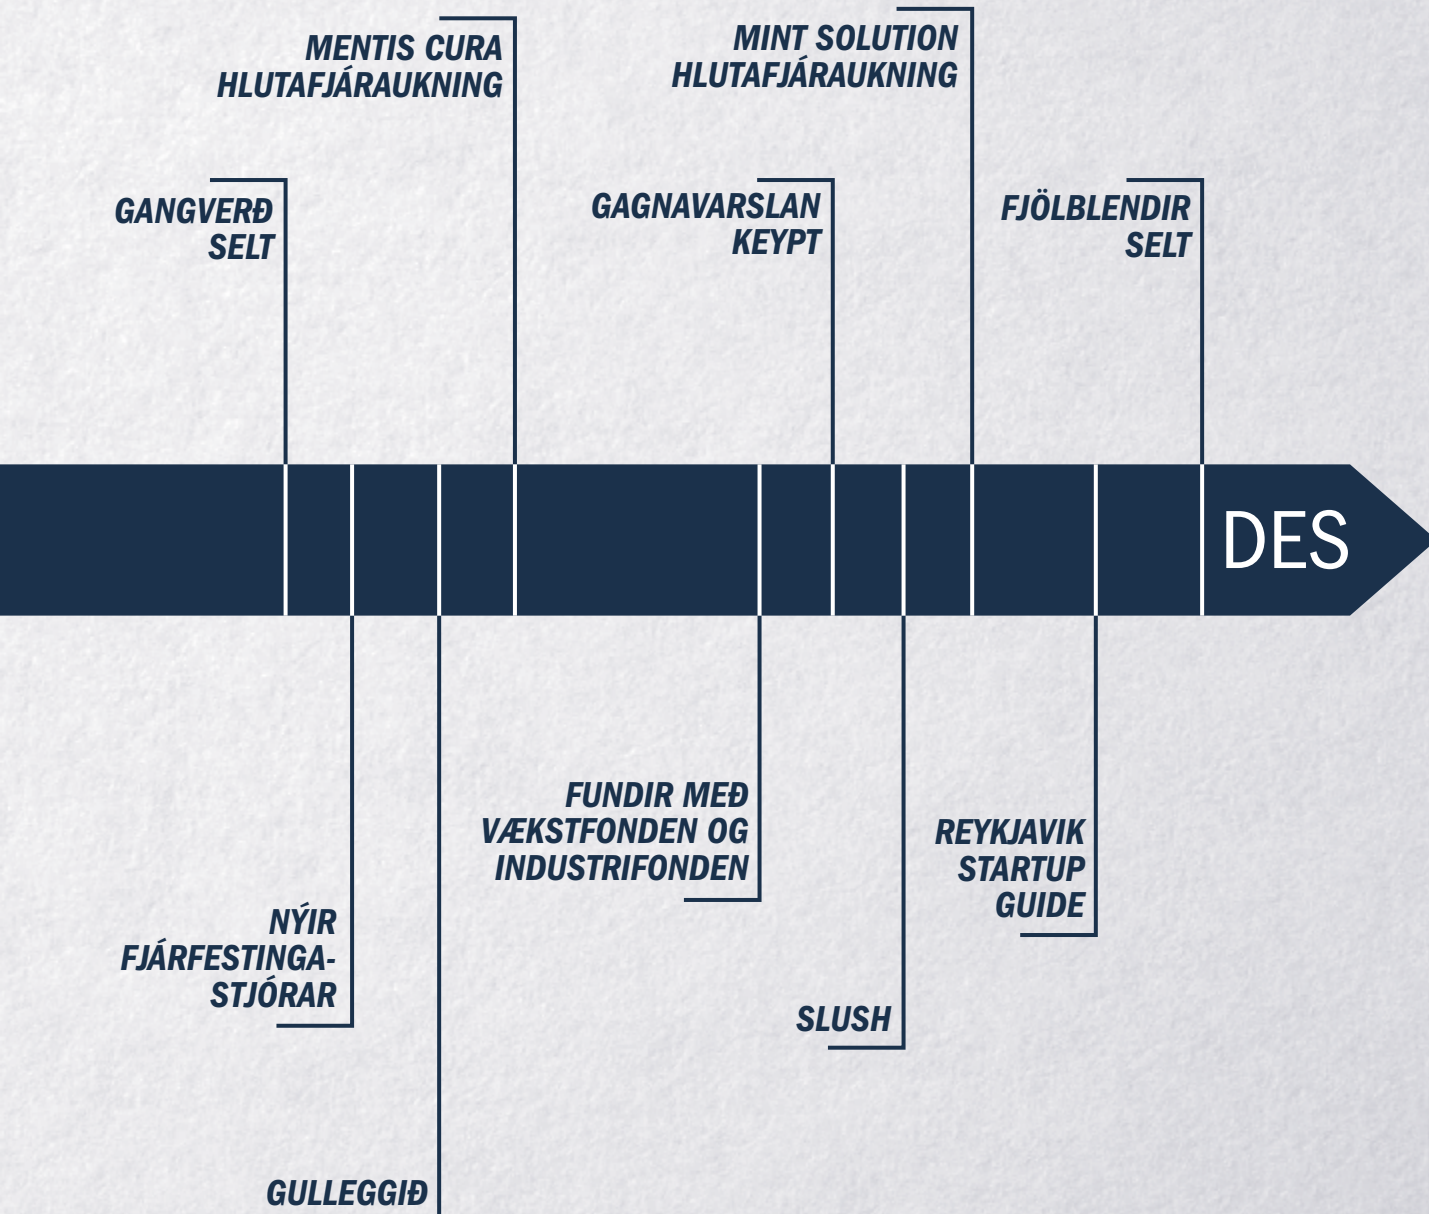 MENTIS CURA
HLUTAFJÁRAUKNING
MINT SOLUTION
HLUTAFJÁRAUKNING
GANGVERÐ
SELT
GAGNAVARSLAN
KEYPT
FJÖLBLENDIR
SELT
DES
FUNDIR MEÐ
VÆKSTFONDEN OG
INDUSTRIFONDEN
REYKJAVIK
STARTUP
GUIDE
NÝIR
FJÁRFESTINGA-
STJÓRAR
SLUSH
GULLEGGIÐ